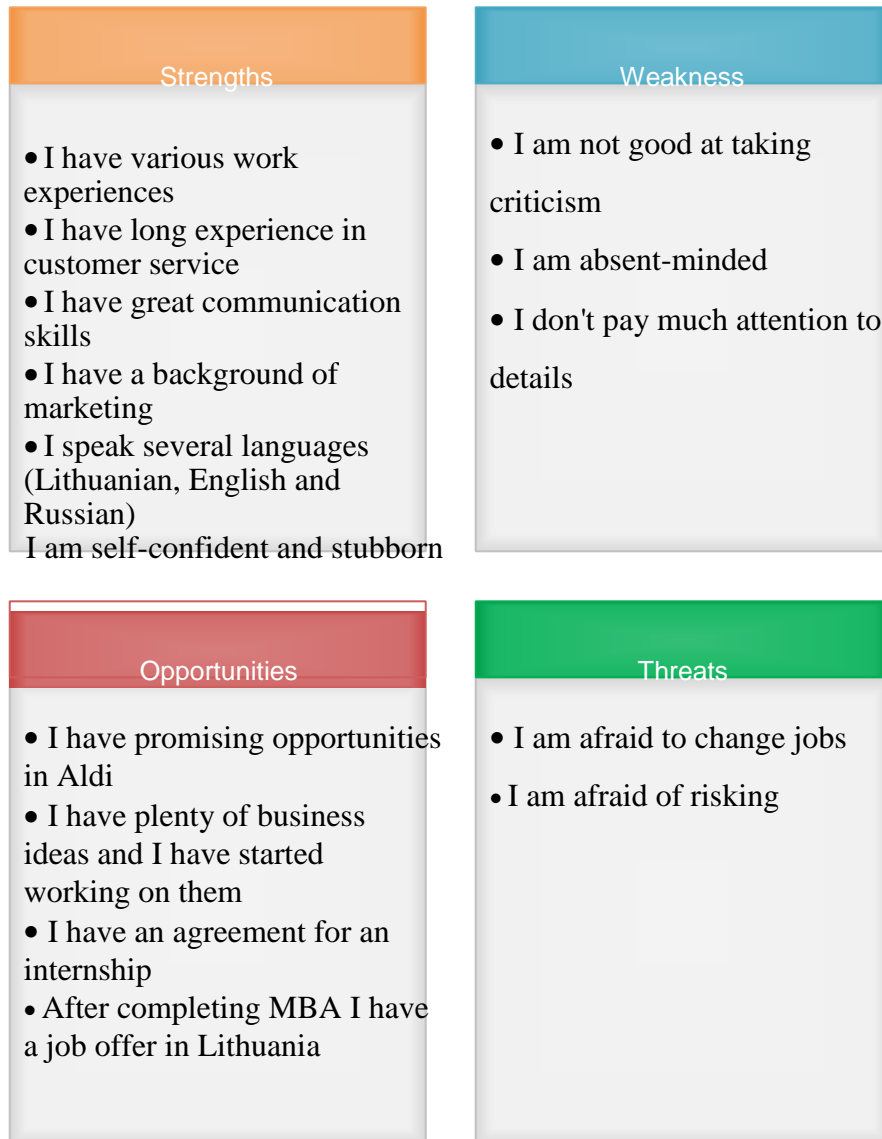 Strengths
• I have various work
experiences
• I have long experience in
customer service
• I have great communication
skills
• I have a background of
marketing
• I speak several languages
(Lithuanian, English and
Russian)
I am self-confident and stubborn
Weakness
• I am not good at taking
criticism
• I am absent-minded
• I don't pay much attention to
details
Opportunities
• I have promising opportunities
in Aldi
• I have plenty of business
ideas and I have started
working on them
• I have an agreement for an
internship
• After completing MBA I have
a job offer in Lithuania
Threats
• I am afraid to change jobs
• I am afraid of risking